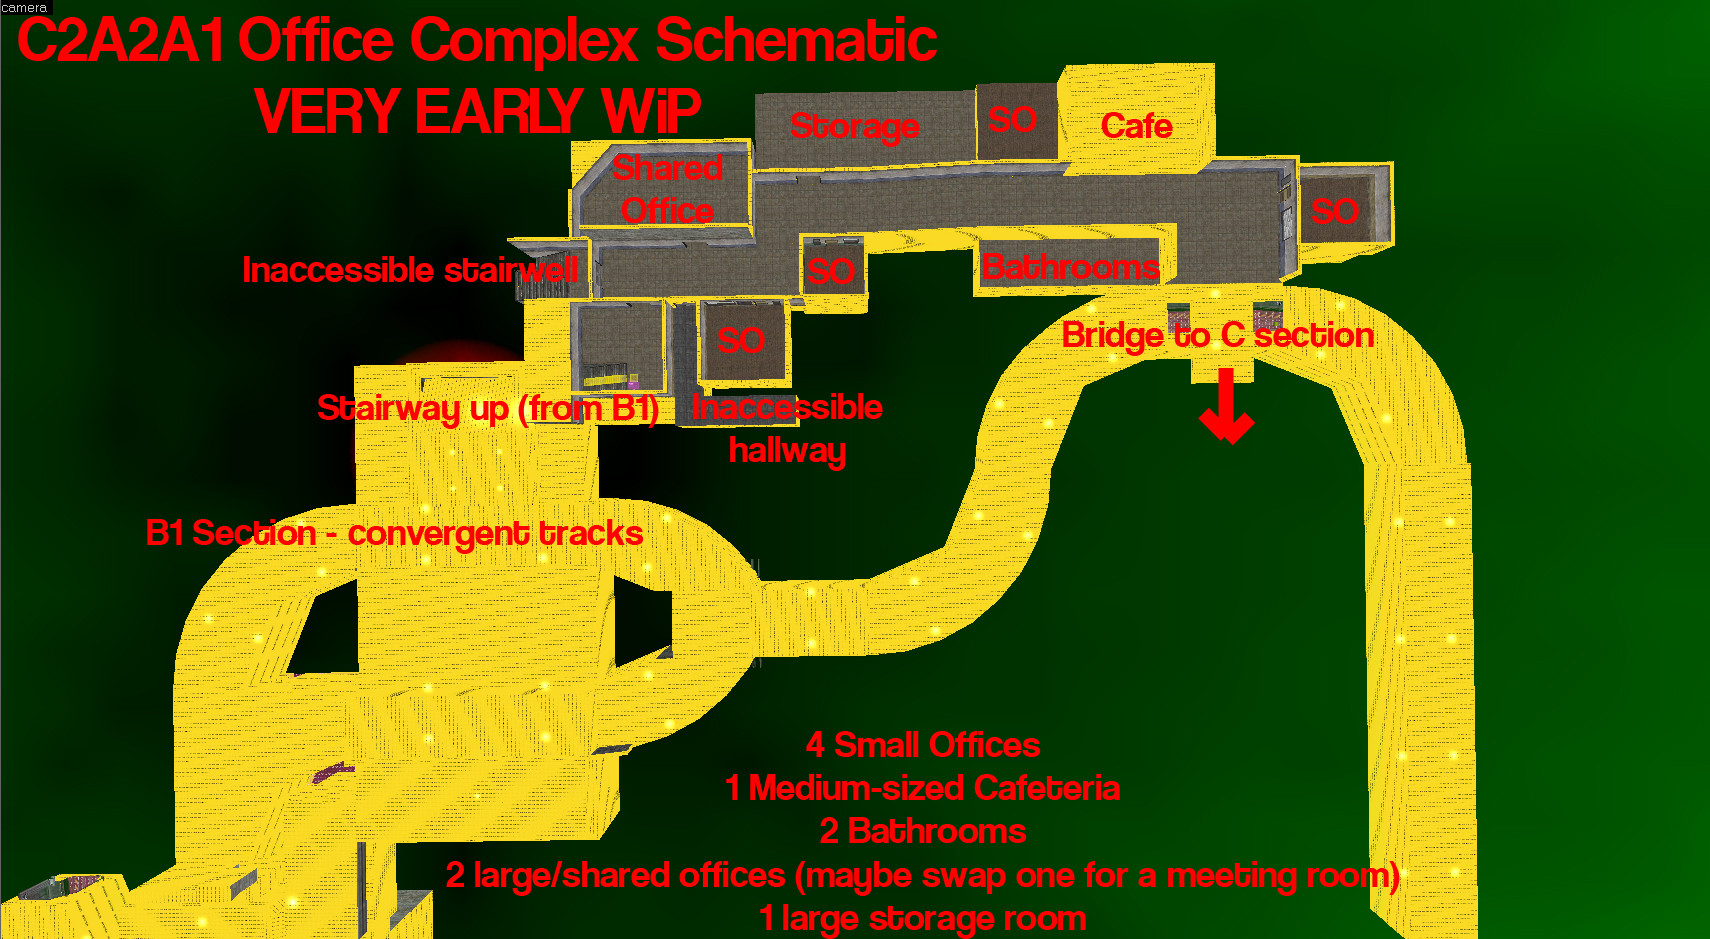 camera
C2A2A1 Office Complex Schematic
VERY EARLY WiP
Storage
SO
Cafe
Shared
Office
SO
Inaccessible stairwell
SO
Bathrooms
SO
Bridge to C section
Stairway up (from B1)
Inaccessible
hallway
B1 Section - convergent tracks
4 Small Offices
1 Medium-sized Cafeteria
2 Bathrooms
2 large/shared offices (maybe swap one for a meeting room)
1 large storage room